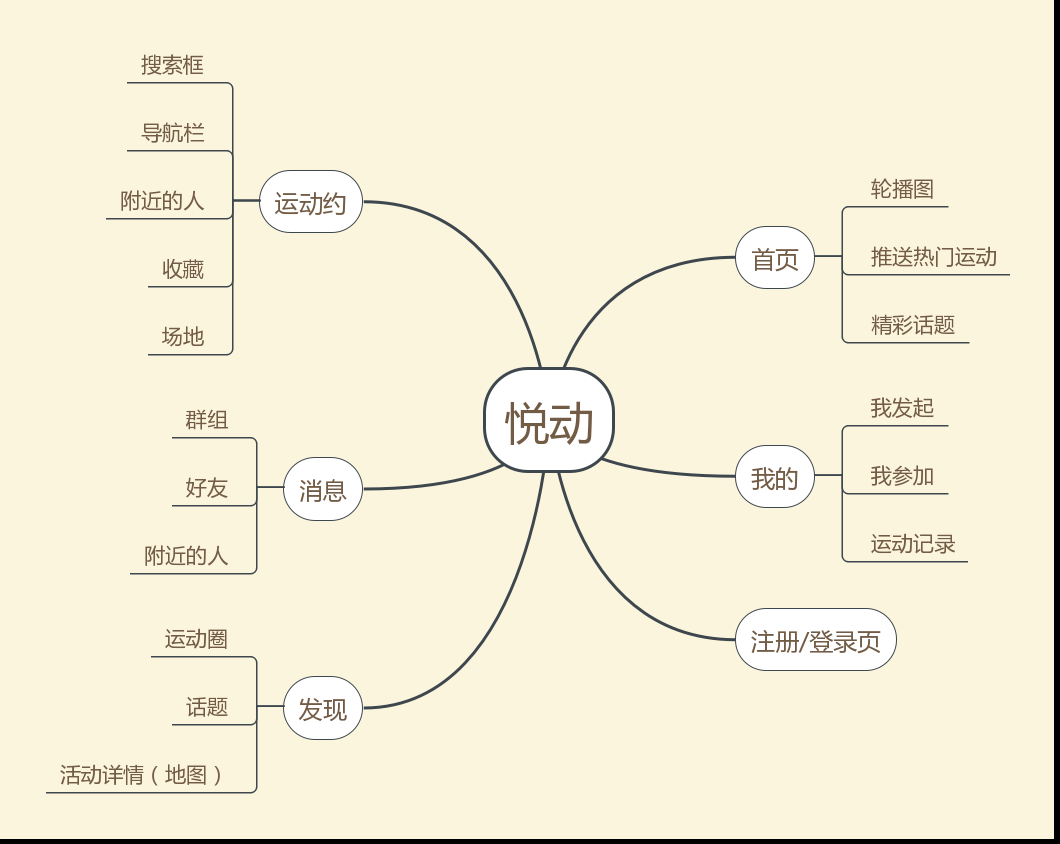 悦动
首页
轮播图
推送热门运动
精彩话题
我的
我发起
我参加
运动记录
注册/登录页
运动约
搜索框
导航栏
附近的人
收藏
场地
消息
群组
好友
附近的人
发现
运动圈
话题
活动详情（地图）